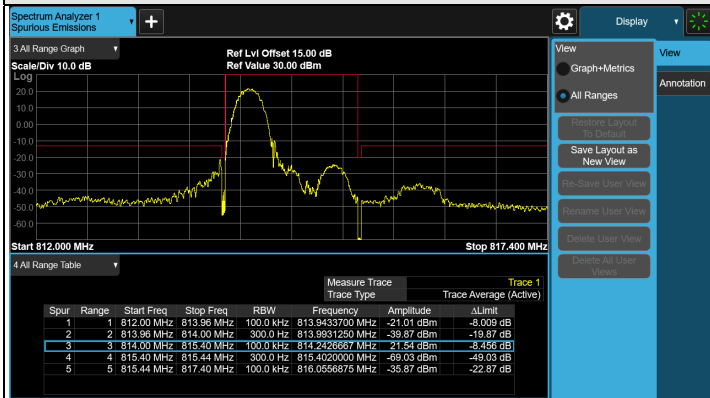 Spectrum Analyzer 1
Spurious Emissions
+
Display
3 All Range Graph
Ref Lvl Offset 15.00 dB
Scale/Div 10.0 dB
Ref Value 30.00 dBm
Log
20.0
10.0
0.00
-10.0
-20.0
-30.0
-40.0
-50.0
-60.0
Start 812.000 MHz
Stop 817.400 MHz
4 All Range Table
Measure Trace Trace 1
Trace Type Trace Average (Active)
Spur Range Start Freq Stop Freq RBW Frequency Amplitude ΔLimit
1 1 812.00 MHz 813.96 MHz 100.0 kHz 813.9433700 MHz -21.01 dBm -8.009 dB
2 2 813.96 MHz 814.00 MHz 300.0 Hz 813.9931250 MHz -39.87 dBm -19.87 dB
3 3 814.00 MHz 815.40 MHz 100.0 kHz 814.2426667 MHz 21.54 dBm -8.456 dB
4 4 815.40 MHz 815.44 MHz 300.0 Hz 815.4020000 MHz -69.03 dBm -49.03 dB
5 5 815.44 MHz 817.40 MHz 100.0 kHz 816.0556875 MHz -35.87 dBm -22.87 dB
View
Graph+Metrics
All Ranges
Restore Layout
To Default
Save Layout as
New View
Re-Save User View
Rename User View
Delete User View
Delete All User
Views
View
Annotation